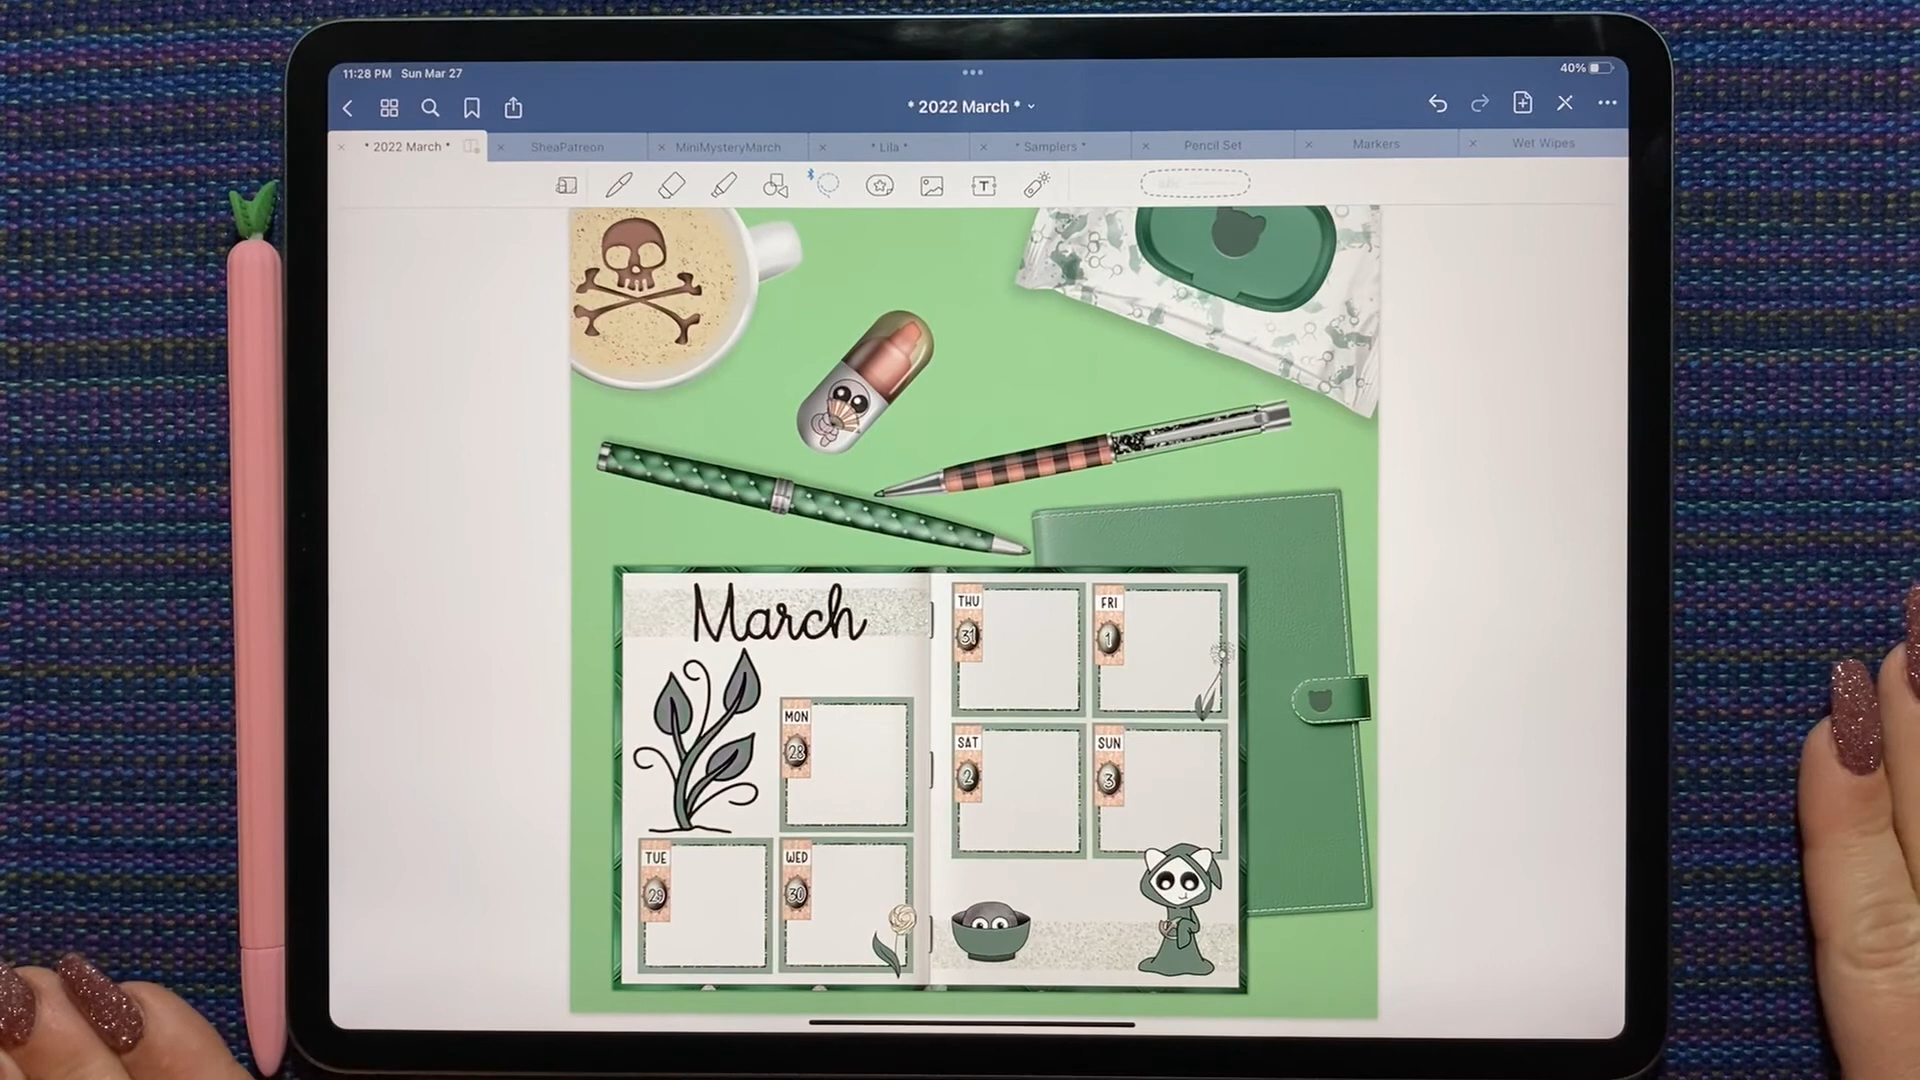 11:28 PM Sun Mar 27
40%
* 2022 March *
* 2022 March *
SheaPatreon
MiniMysteryMarch
* Lila *
* Samplers *
Pencil Set
Markers
Wet Wipes
T
March
MON
28
TUE
29
WED
30
THU
31
FRI
1
SAT
2
SUN
3